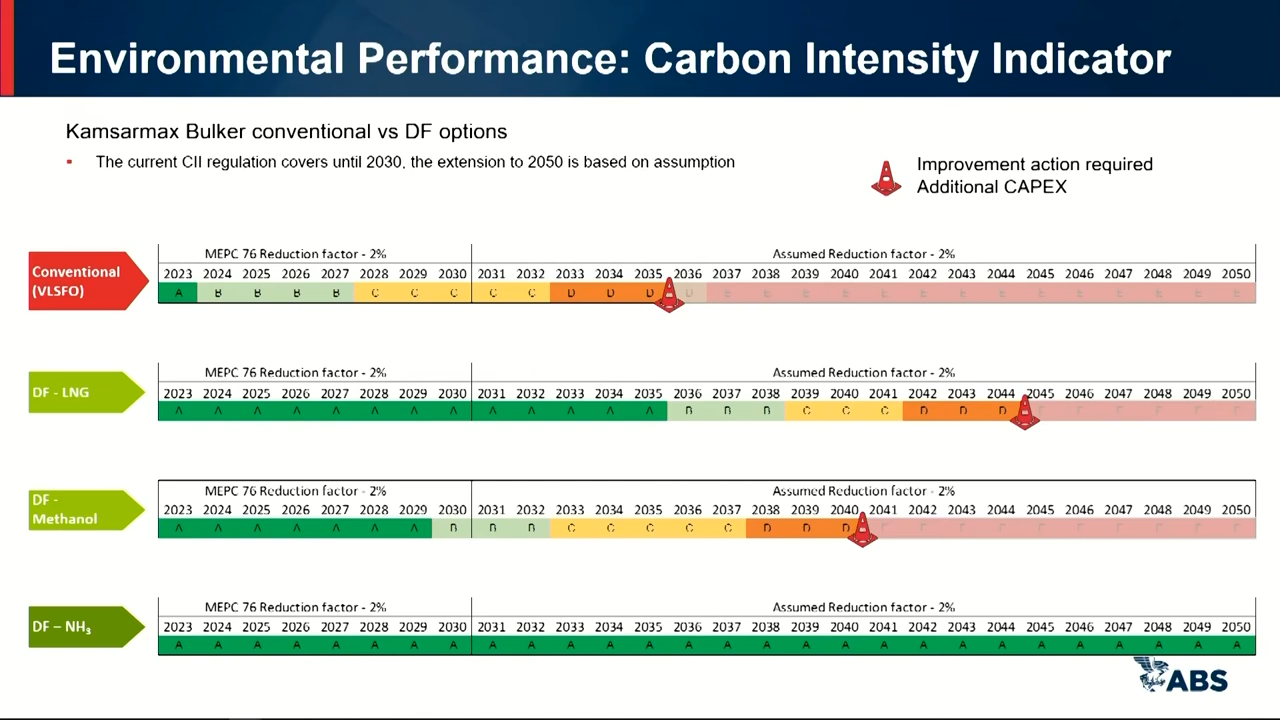 Environmental Performance: Carbon Intensity Indicator
Kamsarmax Bulker conventional vs DF options
The current CII regulation covers until 2030, the extension to 2050 is based on assumption
Improvement action required
Additional CAPEX
Conventional
(VLSFO)
MEPC 76 Reduction factor - 2% Assumed Reduction factor - 2%
2023 2024 2025 2026 2027 2028 2029 2030 2031 2032 2033 2034 2035 2036 2037 2038 2039 2040 2041 2042 2043 2044 2045 2046 2047 2048 2049 2050
A B B B B C C C C C D D D D E E E E E E E E E E E E E E
DF - LNG
MEPC 76 Reduction factor - 2% Assumed Reduction factor - 2%
2023 2024 2025 2026 2027 2028 2029 2030 2031 2032 2033 2034 2035 2036 2037 2038 2039 2040 2041 2042 2043 2044 2045 2046 2047 2048 2049 2050
A A A A A A A A A A A A A B B B C C C D D D
DF -
Methanol
MEPC 76 Reduction factor - 2% Assumed Reduction factor - 2%
2023 2024 2025 2026 2027 2028 2029 2030 2031 2032 2033 2034 2035 2036 2037 2038 2039 2040 2041 2042 2043 2044 2045 2046 2047 2048 2049 2050
A A A A A A A B B B C C C C C D D D
DF – NH₃
MEPC 76 Reduction factor - 2% Assumed Reduction factor - 2%
2023 2024 2025 2026 2027 2028 2029 2030 2031 2032 2033 2034 2035 2036 2037 2038 2039 2040 2041 2042 2043 2044 2045 2046 2047 2048 2049 2050
A A A A A A A A A A A A A A A A A A A A A A A A A A A A
ABS